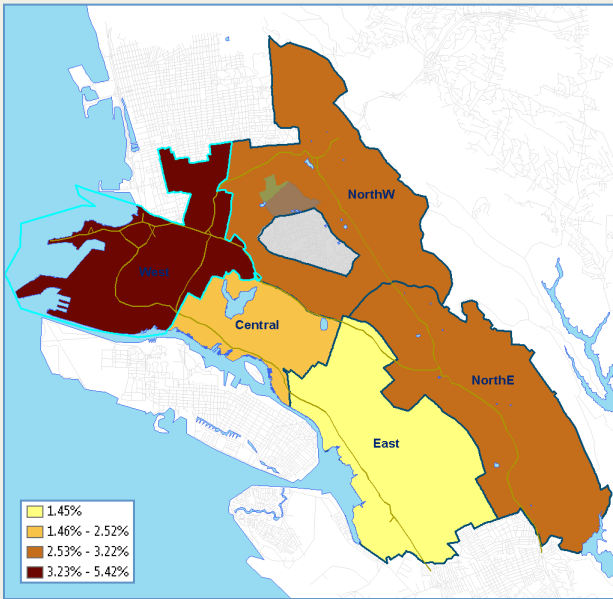 NorthW
West
Central
NorthE
East
1.45%
1.46% - 2.52%
2.53% - 3.22%
3.23% - 5.42%